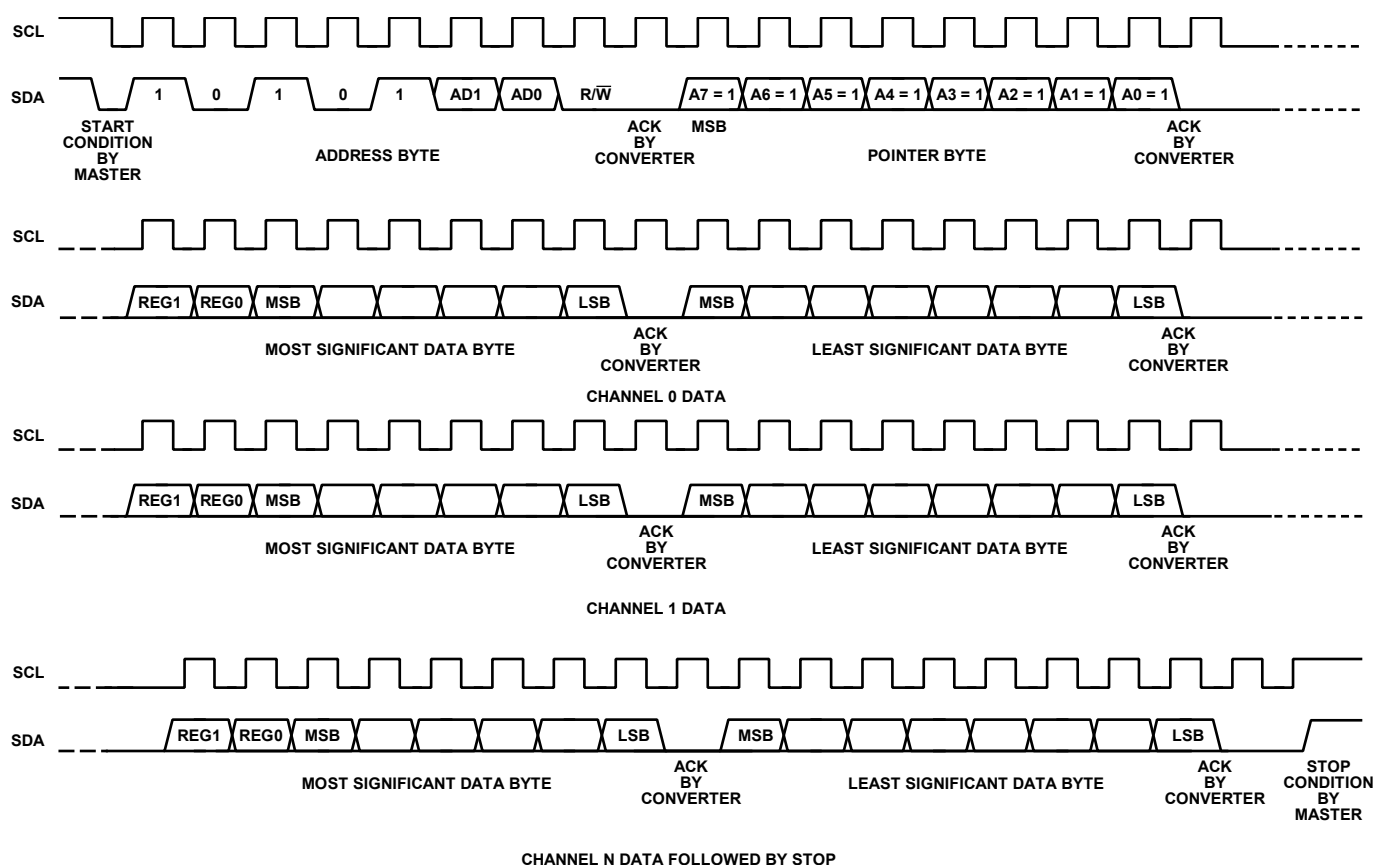 SCL
SDA 1 0 1 0 1 AD1 AD0 R/W̅ A7 = 1 A6 = 1 A5 = 1 A4 = 1 A3 = 1 A2 = 1 A1 = 1 A0 = 1
START
CONDITION
BY
MASTER
ADDRESS BYTE
ACK
BY
CONVERTER
MSB
POINTER BYTE
ACK
BY
CONVERTER
SCL
SDA REG1 REG0 MSB LSB MSB LSB
MOST SIGNIFICANT DATA BYTE
ACK
BY
CONVERTER
LEAST SIGNIFICANT DATA BYTE
ACK
BY
CONVERTER
CHANNEL 0 DATA
SCL
SDA REG1 REG0 MSB LSB MSB LSB
MOST SIGNIFICANT DATA BYTE
ACK
BY
CONVERTER
LEAST SIGNIFICANT DATA BYTE
ACK
BY
CONVERTER
CHANNEL 1 DATA
SCL
SDA REG1 REG0 MSB LSB MSB LSB
MOST SIGNIFICANT DATA BYTE
ACK
BY
CONVERTER
LEAST SIGNIFICANT DATA BYTE
ACK
BY
CONVERTER
STOP
CONDITION
BY
MASTER
CHANNEL N DATA FOLLOWED BY STOP